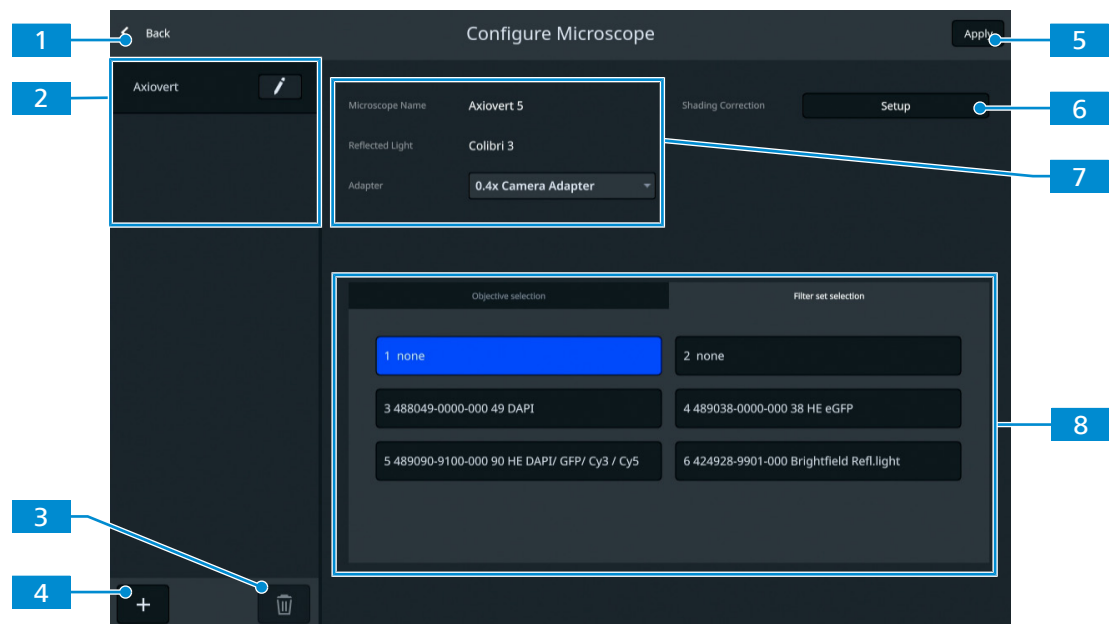 1
Back
Configure Microscope
Apply
5
2
Axiovert
Microscope Name
Axiovert 5
Shading Correction
Setup
6
Reflected Light
Colibri 3
7
Adapter
0.4x Camera Adapter
Objective selection
Filter set selection
1 none
2 none
3 488049-0000-000 49 DAPI
4 489038-0000-000 38 HE eGFP
8
5 489090-9100-000 90 HE DAPI/ GFP/ Cy3 / Cy5
6 424928-9901-000 Brightfield Refl.light
3
4
+